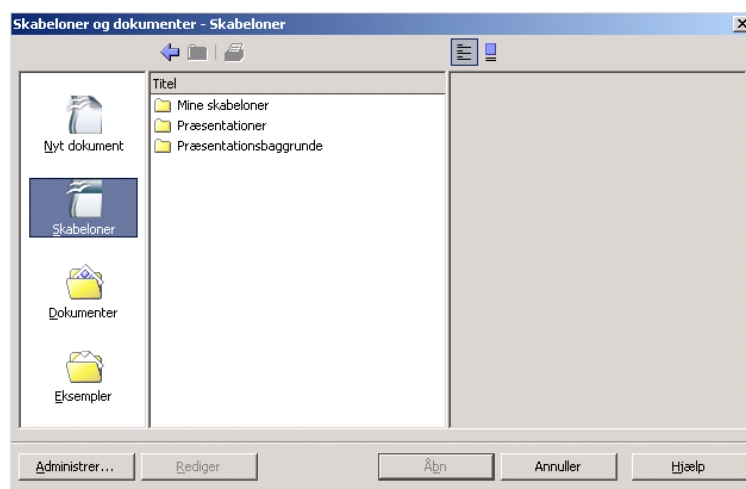 Skabeloner og dokumenter - Skabeloner
Titel
Mine skabeloner
Præsentationer
Præsentationsbaggrunde
Nyt dokument
Skabeloner
Dokumenter
Eksempler
Administrer...
Rediger
Åbn
Annuller
Hjælp